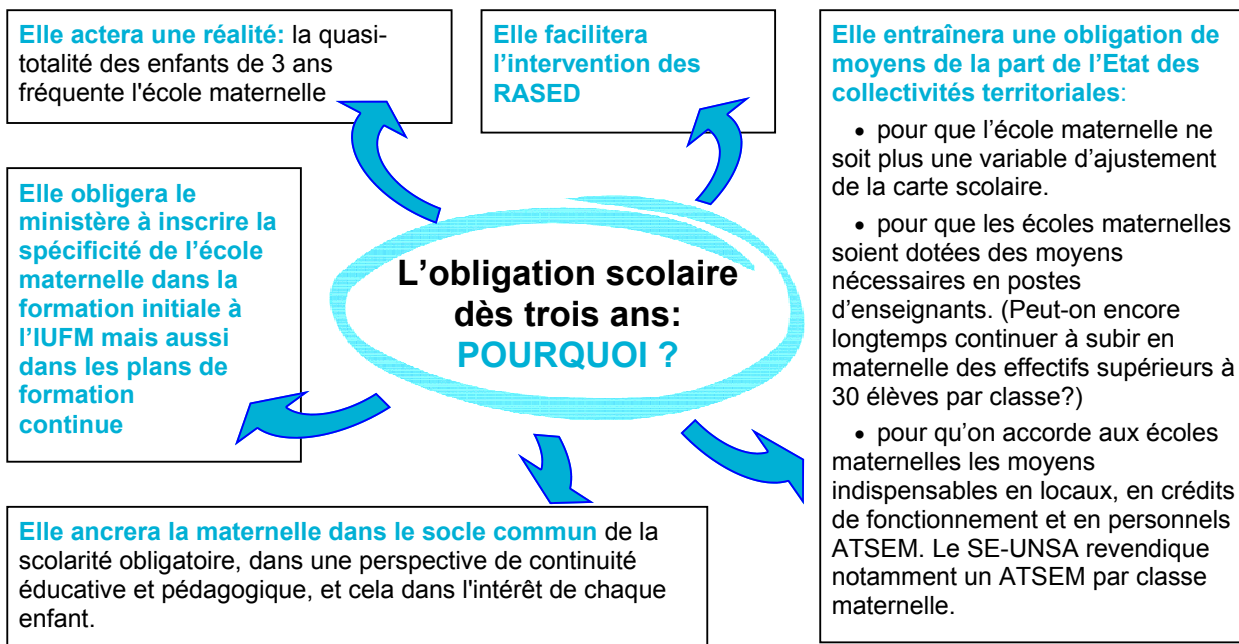 Elle actera une réalité: la quasi-
totalité des enfants de 3 ans
fréquente l'école maternelle
Elle facilitera
l’intervention des
RASED
Elle entraînera une obligation de
moyens de la part de l’Etat des
collectivités territoriales:
• pour que l’école maternelle ne
soit plus une variable d’ajustement
de la carte scolaire.
• pour que les écoles maternelles
soient dotées des moyens
nécessaires en postes
d’enseignants. (Peut-on encore
longtemps continuer à subir en
maternelle des effectifs supérieurs à
30 élèves par classe?)
• pour qu’on accorde aux écoles
maternelles les moyens
indispensables en locaux, en crédits
de fonctionnement et en personnels
ATSEM. Le SE-UNSA revendique
notamment un ATSEM par classe
maternelle.
Elle obligera le
ministère à inscrire la
spécificité de l’école
maternelle dans la
formation initiale à
l’IUFM mais aussi
dans les plans de
formation
continue
L’obligation scolaire
dès trois ans:
POURQUOI ?
Elle ancrera la maternelle dans le socle commun de la
scolarité obligatoire, dans une perspective de continuité
éducative et pédagogique, et cela dans l'intérêt de chaque
enfant.